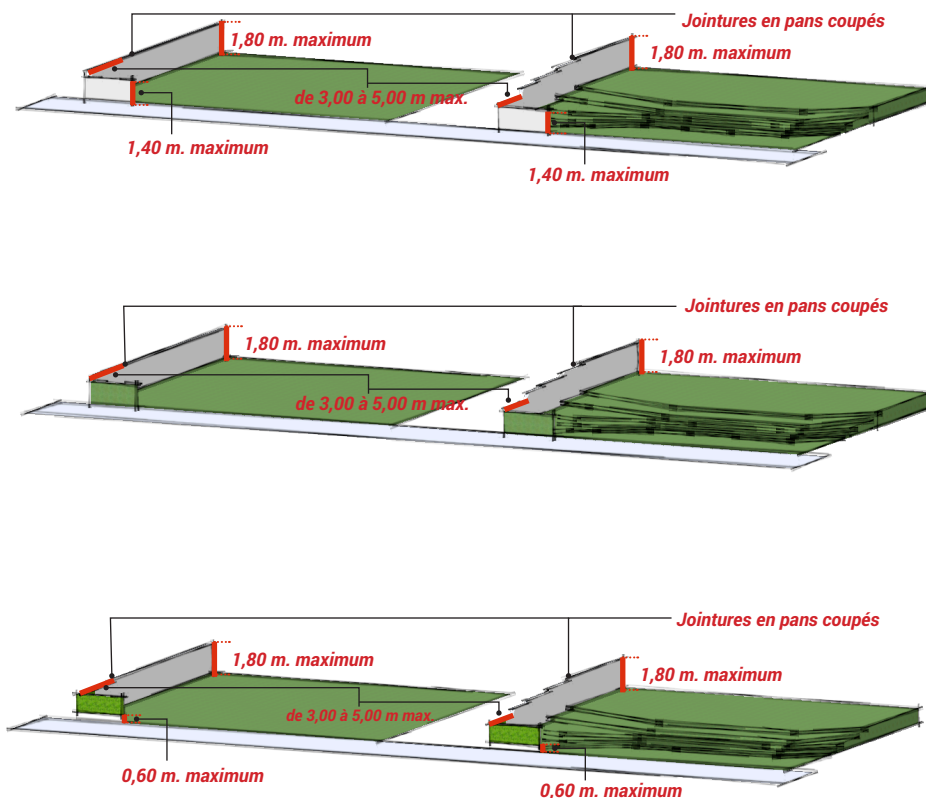 Jointures en pans coupés
1,80 m. maximum
1,80 m. maximum
de 3,00 à 5,00 m max.
1,40 m. maximum
1,40 m. maximum
Jointures en pans coupés
1,80 m. maximum
1,80 m. maximum
de 3,00 à 5,00 m max.
Jointures en pans coupés
1,80 m. maximum
1,80 m. maximum
de 3,00 à 5,00 m max.
0,60 m. maximum
0,60 m. maximum